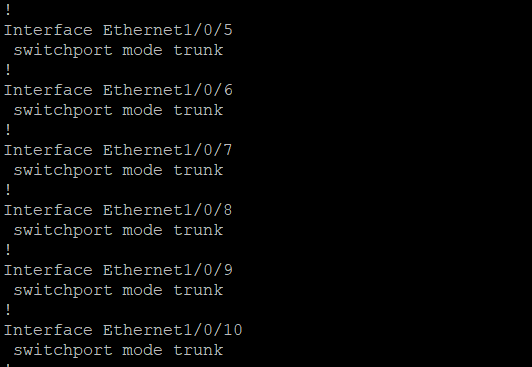 !
Interface Ethernet1/0/5
 switchport mode trunk
!
Interface Ethernet1/0/6
 switchport mode trunk
!
Interface Ethernet1/0/7
 switchport mode trunk
!
Interface Ethernet1/0/8
 switchport mode trunk
!
Interface Ethernet1/0/9
 switchport mode trunk
!
Interface Ethernet1/0/10
 switchport mode trunk
!